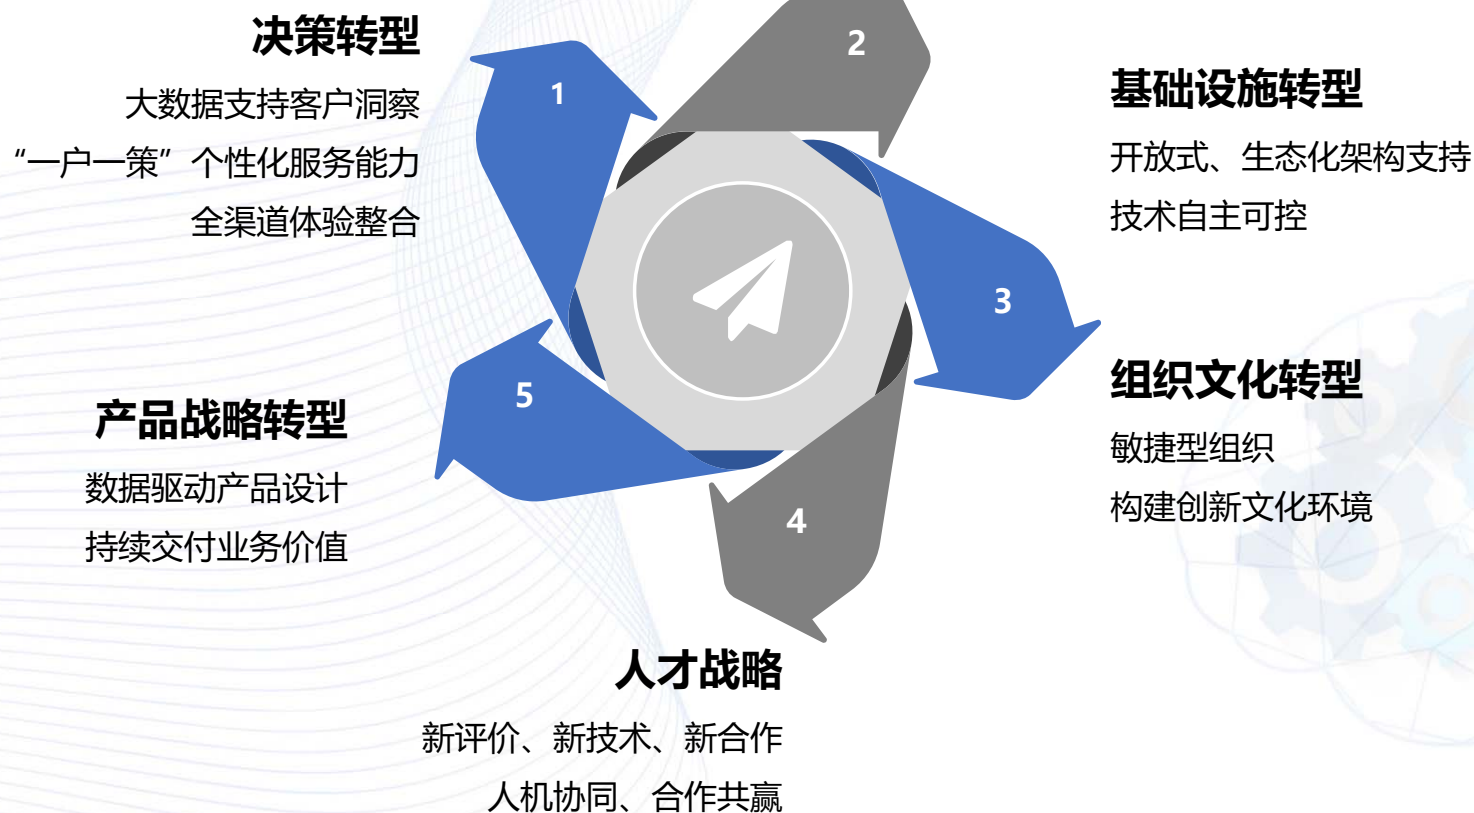 决策转型
大数据支持客户洞察
“一户一策”个性化服务能力
全渠道体验整合
1
2
基础设施转型
开放式、生态化架构支持
技术自主可控
3
组织文化转型
敏捷型组织
构建创新文化环境
5
产品战略转型
数据驱动产品设计
持续交付业务价值
4
人才战略
新评价、新技术、新合作
人机协同、合作共赢